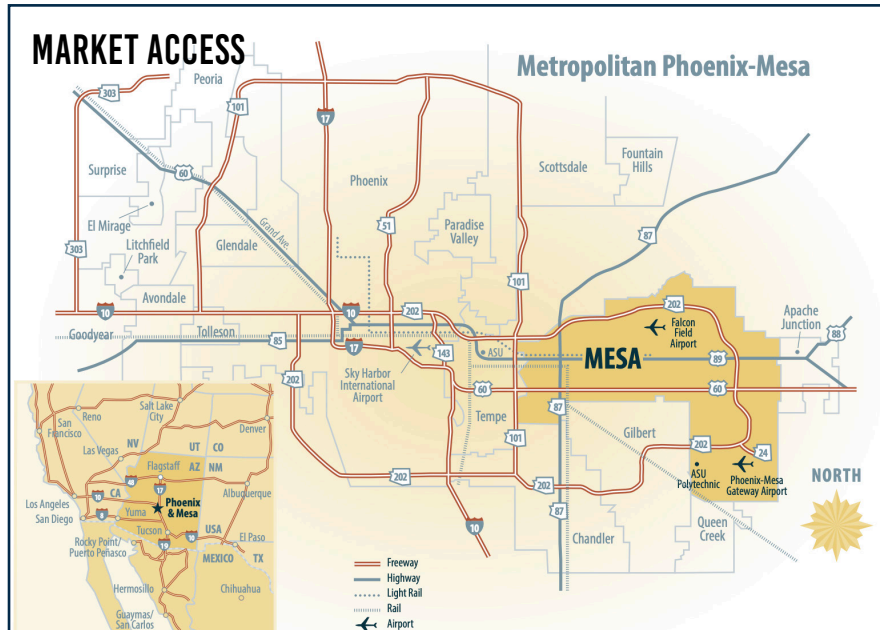 MARKET ACCESS
Metropolitan Phoenix-Mesa
Peoria
303
101
17
Surprise
60
Phoenix
Scottsdale
Fountain
Hills
El Mirage
Grand Ave.
51
Paradise
Valley
87
303
Litchfield
Park
Glendale
101
Avondale
10
10
202
202
Goodyear
Tolleson
85
17
143
ASU
MESA
Falcon
Field
Airport
Apache
Junction
88
89
Sky Harbor
International
Airport
202
60
60
Tempe
87
101
Gilbert
202
24
202
202
ASU
Polytechnic
Phoenix-Mesa
Gateway Airport
NORTH
87
10
Chandler
Queen
Creek
Salt Lake
City
Reno
San
Francisco
Denver
NV
UT
CO
Las Vegas
AZ
NM
Flagstaff
40
17
CA
10
Albuquerque
Los Angeles
Phoenix
& Mesa
8
Yuma
San Diego
Tucson
10
USA
El Paso
Rocky Point/
Puerto Peñasco
19
MEXICO
TX
Hermosillo
Chihuahua
Guaymas/
San Carlos
Freeway
Highway
Light Rail
Rail
Airport